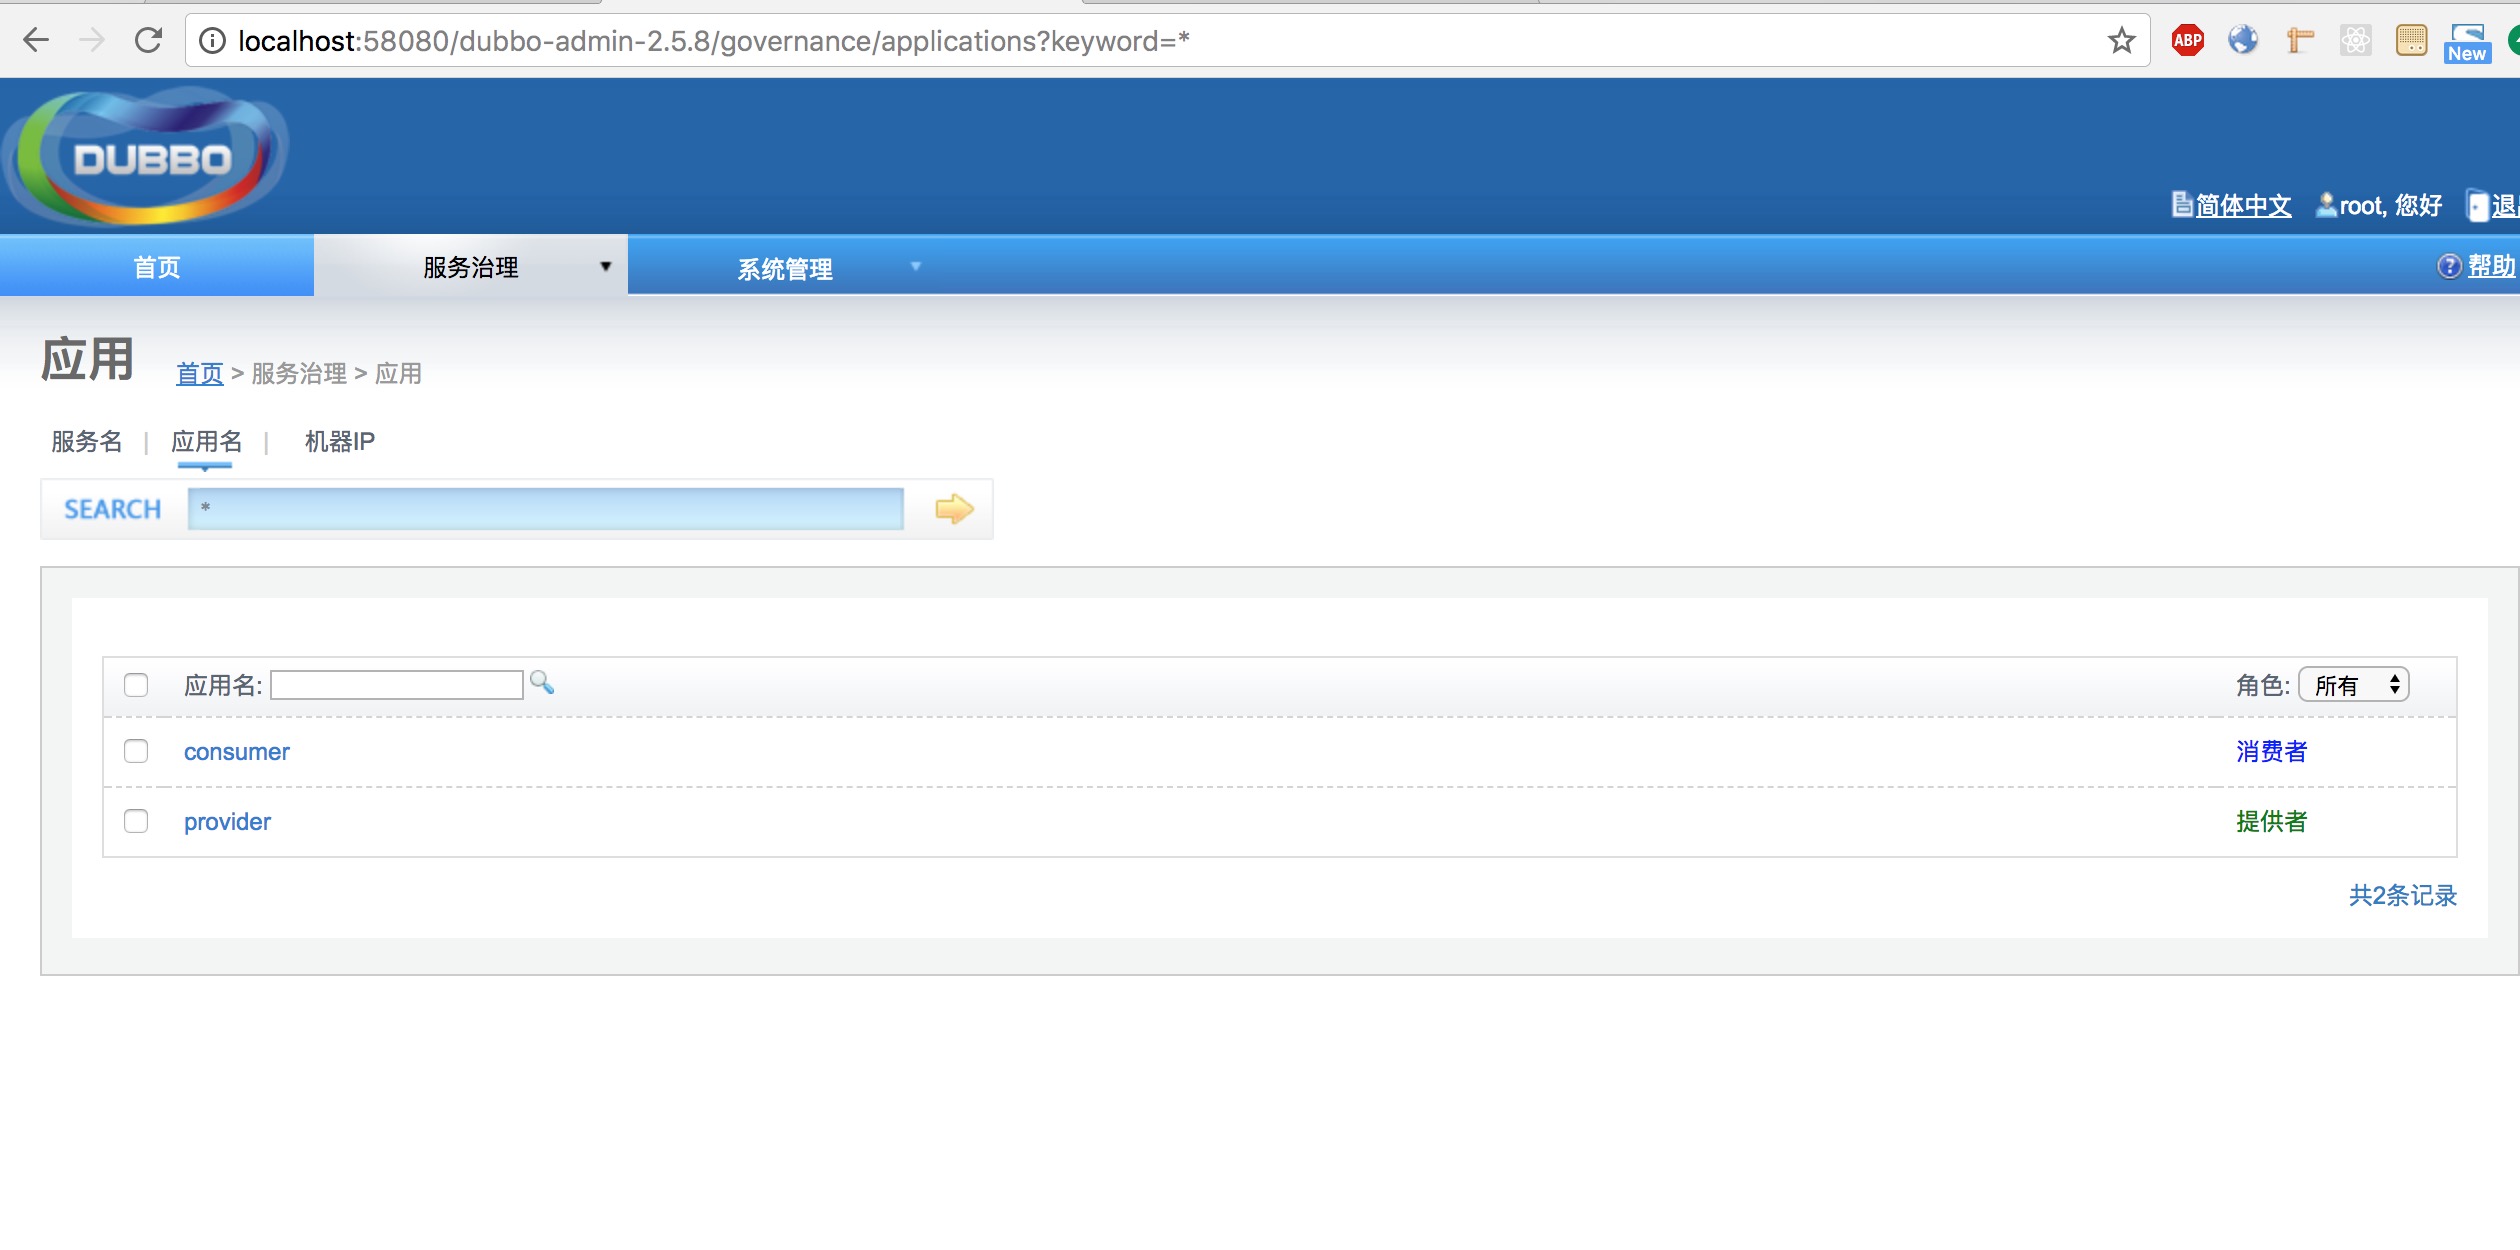 localhost:58080/dubbo-admin-2.5.8/governance/applications?keyword=*
ABP
New
DUBBO
简体中文 root, 您好
首页 服务治理 系统管理 帮助
应用 首页 > 服务治理 > 应用
服务名 | 应用名 | 机器IP
SEARCH *
应用名: 角色: 所有
consumer 消费者
provider 提供者
共2条记录